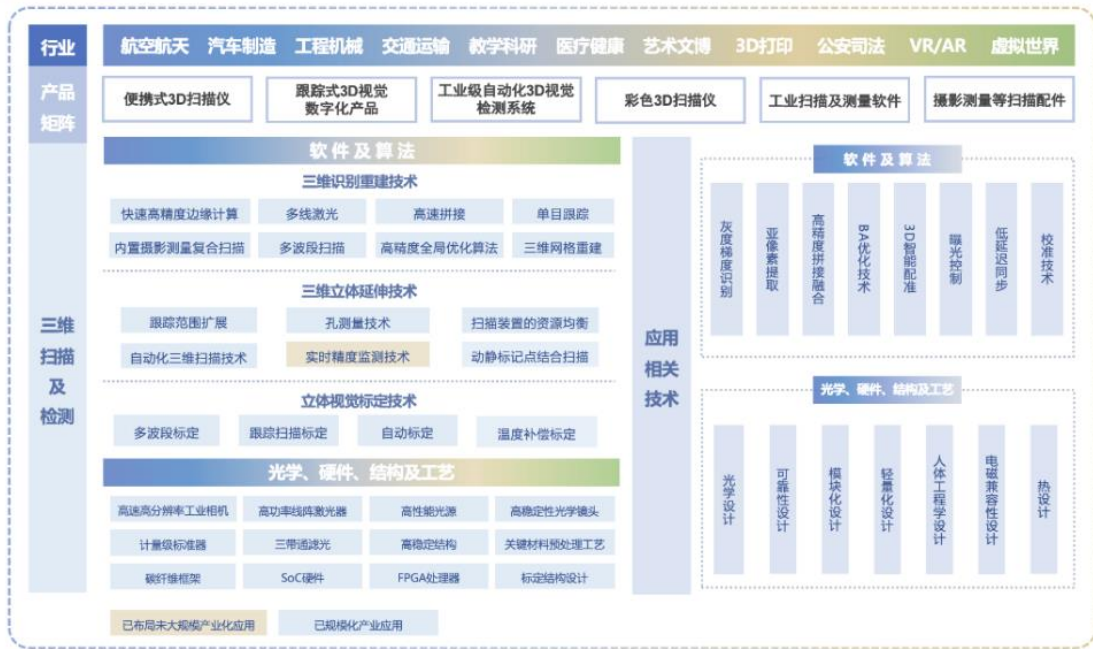 行业
航空航天 汽车制造 工程机械 交通运输 教学科研 医疗健康 艺术文博 3D打印 公安司法 VR/AR 虚拟世界
产品
矩阵
便携式3D扫描仪
跟踪式3D视觉
数字化产品
工业级自动化3D视觉
检测系统
彩色3D扫描仪
工业扫描及测量软件
摄影测量等扫描配件
三维
扫描
及
检测
软件及算法
三维识别重建技术
快速高精度边缘计算 多线激光 高速拼接 单目跟踪
内置摄影测量复合扫描 多波段扫描 高精度全局优化算法 三维网格重建
三维立体延伸技术
跟踪范围扩展 孔测量技术 扫描装置的资源均衡
自动化三维扫描技术 实时精度监测技术 动静标记点结合扫描
立体视觉标定技术
多波段标定 跟踪扫描标定 自动标定 温度补偿标定
光学、硬件、结构及工艺
高速高分辨率工业相机 高功率线阵激光器 高性能光源 高稳定性光学镜头
计量级标准器 三带通滤光 高稳定结构 关键材料预处理工艺
碳纤维框架 SoC硬件 FPGA处理器 标定结构设计
应用
相关
技术
软件及算法
灰度梯度识别
亚像素提取
高精度拼接融合
BA优化技术
3D智能配准
曝光控制
低延迟同步
校准技术
光学、硬件、结构及工艺
光学设计
可靠性设计
模块化设计
轻量化设计
人体工程学设计
电磁兼容性设计
热设计
已布局未大规模产业化应用 已规模化产业应用